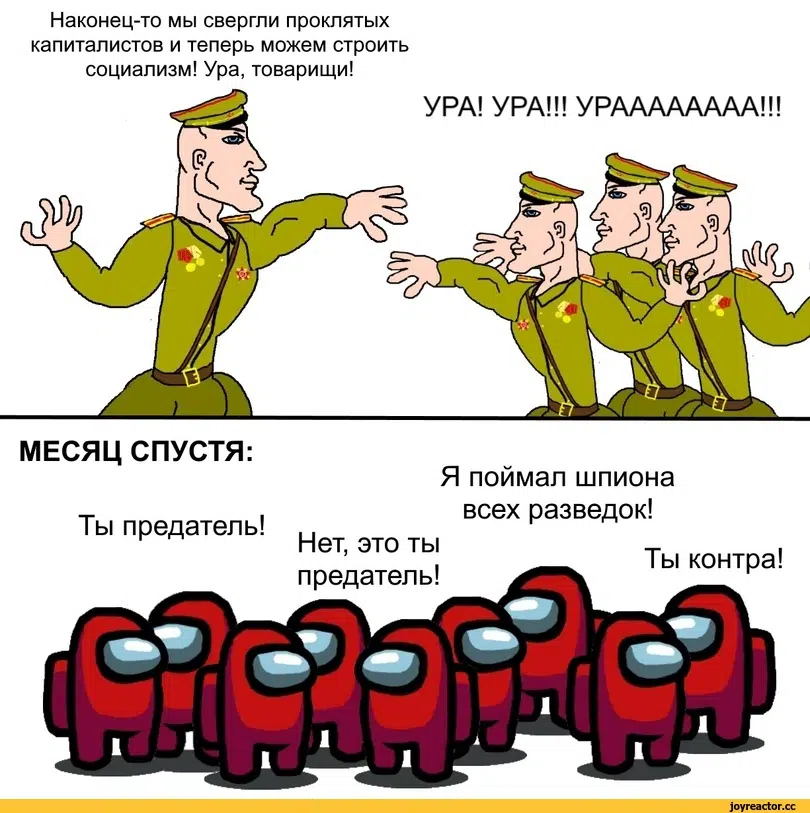 Наконец-то мы свергли проклятых
капиталистов и теперь можем строить
социализм! Ура, товарищи!
УРА! УРА!!! УРАААААААА!!!
МЕСЯЦ СПУСТЯ:
Я поймал шпиона
всех разведок!
Ты предатель!
Нет, это ты
предатель!
Ты контра!
joyreactor.cc